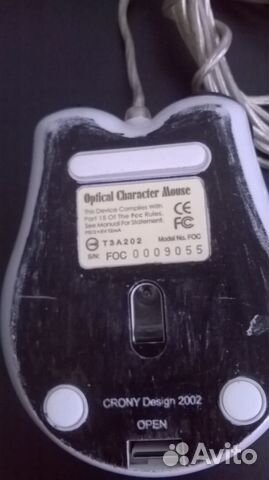 Optical Character Mouse
This Device Complies With
Part 15 Of The Fcc Rules.
See Manual For Statement.
CE
FC
T3A202
Model No. FOC
S/N: FOC 0009055
CRONY Design 2002
OPEN
Avito